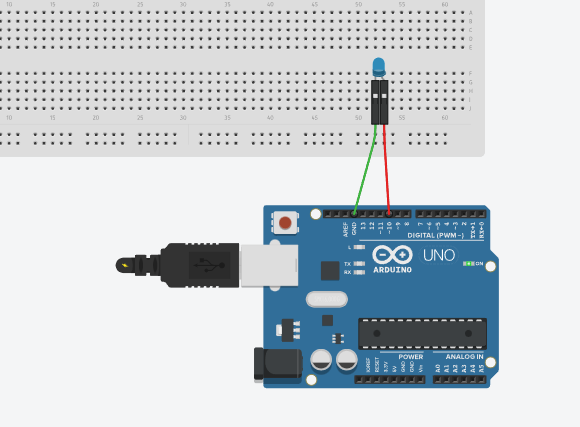 10 15 20 25 30 35 40 45 50 55 60
A
B
C
D
E
F
G
H
I
J
10 15 20 25 30 35 40 45 50 55 60
AREF
GND
13
12
~11
~10
~9
8
7
~6
~5
4
~3
2
TX→1
RX←0
DIGITAL (PWM ~)
L
TX
RX
ARDUINO
UNO
ON
POWER
ANALOG IN
IOREF
RESET
3.3V
5V
GND
GND
Vin
A0
A1
A2
A3
A4
A5